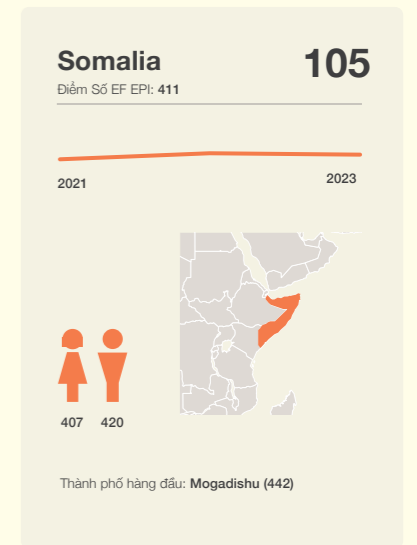 Somalia 105
Điểm Số EF EPI: 411
2021 2023
407 420
Thành phố hàng đầu: Mogadishu (442)